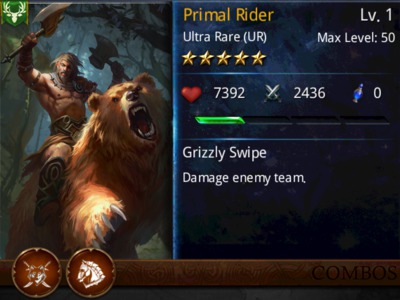 Primal Rider
Lv. 1
Ultra Rare (UR)
Max Level: 50
7392 2436 0
Grizzly Swipe
Damage enemy team.
COMBOS